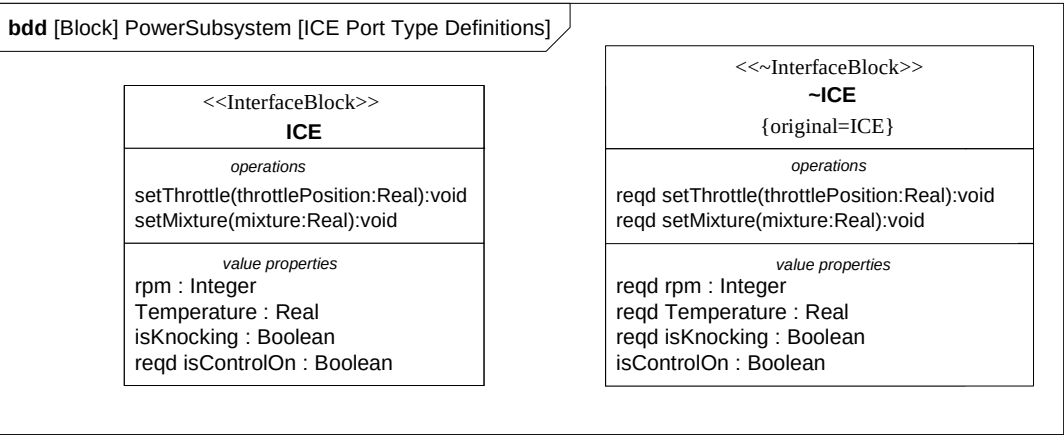 bdd [Block] PowerSubsystem [ICE Port Type Definitions]
<<InterfaceBlock>>
ICE
operations
setThrottle(throttlePosition:Real):void
setMixture(mixture:Real):void
value properties
rpm : Integer
Temperature : Real
isKnocking : Boolean
reqd isControlOn : Boolean
<<~InterfaceBlock>>
~ICE
{original=ICE}
operations
reqd setThrottle(throttlePosition:Real):void
reqd setMixture(mixture:Real):void
value properties
reqd rpm : Integer
reqd Temperature : Real
reqd isKnocking : Boolean
isControlOn : Boolean